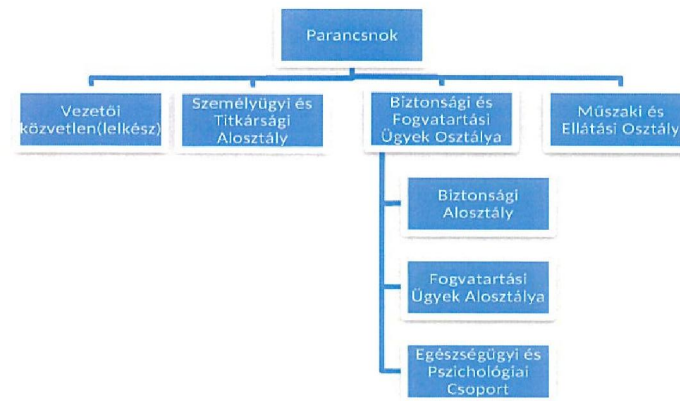 Parancsnok
Vezetői
közvetlen(lelkész)
Személyügyi és
Titkársági
Alosztály
Biztonsági és
Fogvatartási
Ügyek Osztálya
Műszaki és
Ellátási Osztály
Biztonsági
Alosztály
Fogvatartási
Ügyek Alosztálya
Egészségügyi és
Pszichológiai
Csoport